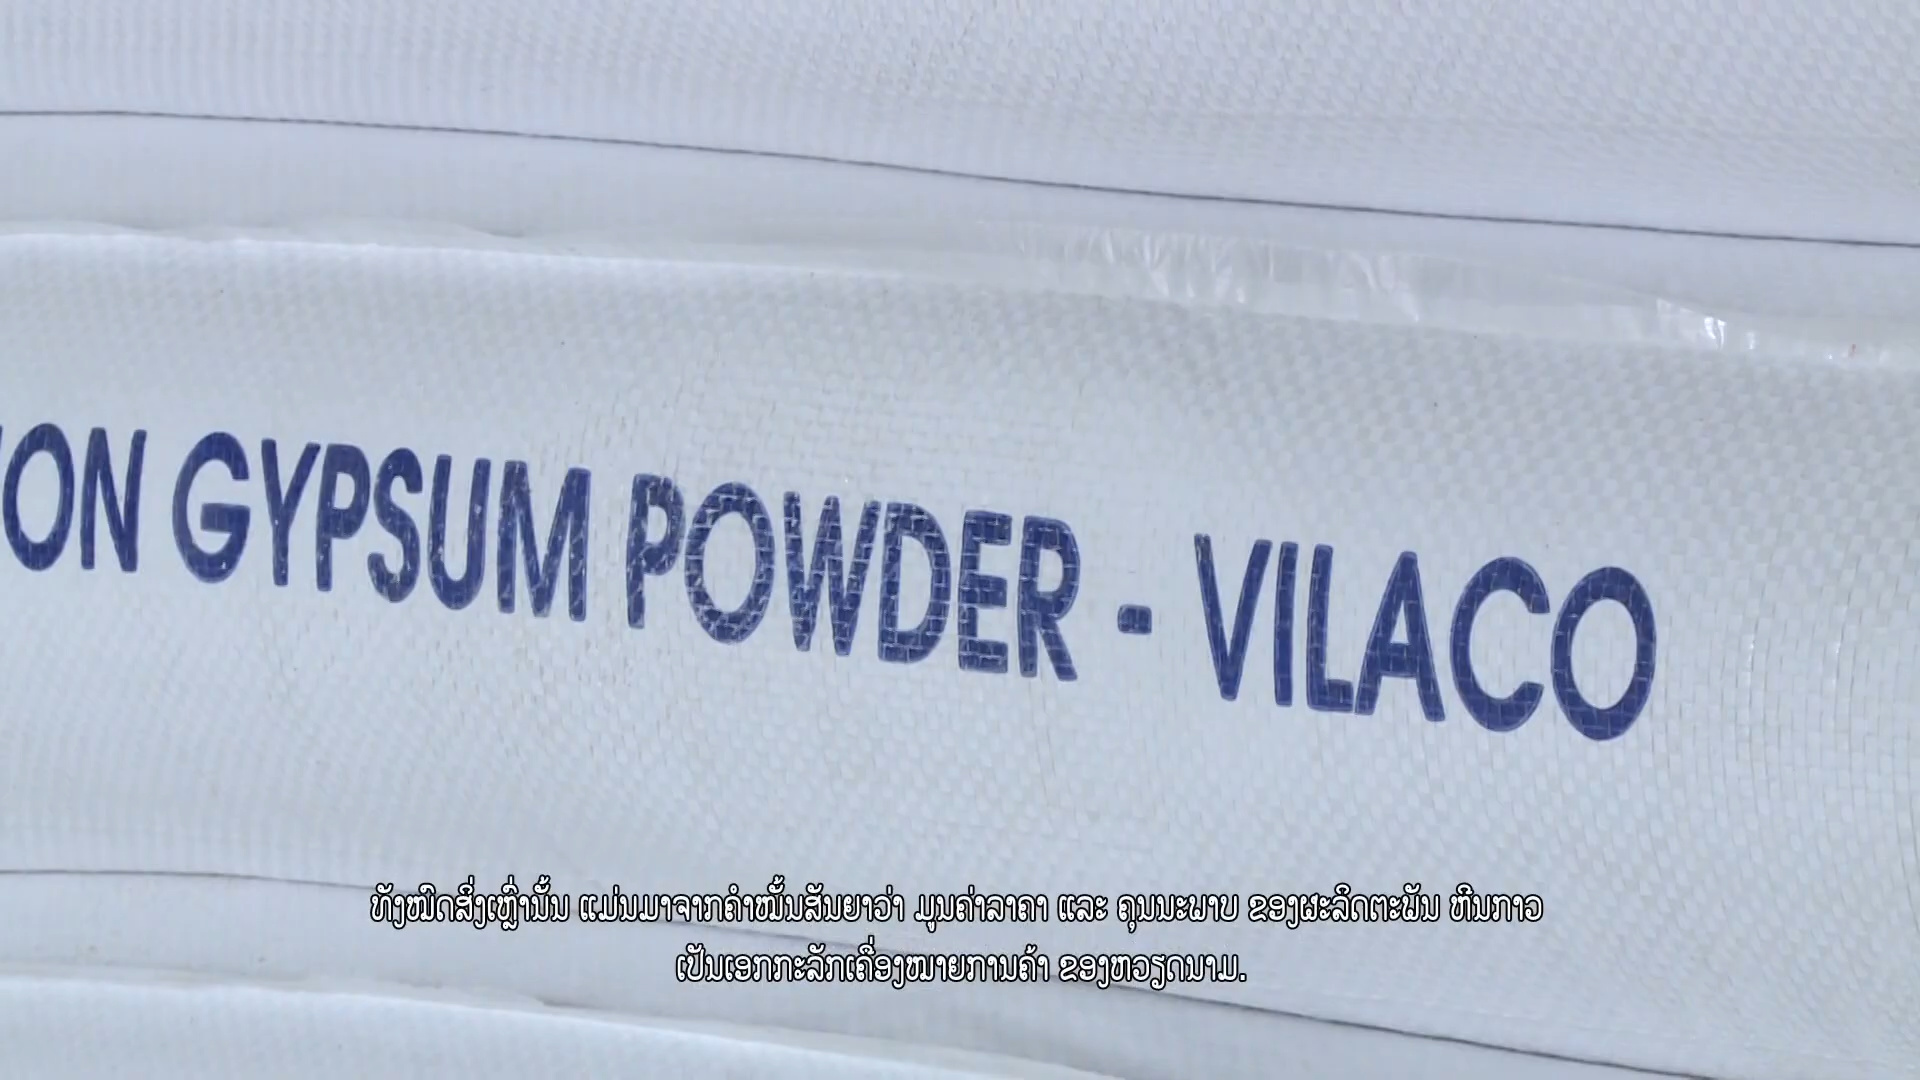 ON GYPSUM POWDER - VILACO
ທັງໝົດສິ່ງເຫຼົ່ານັ້ນ ແມ່ນມາຈາກຄຳໝັ້ນສັນຍາວ່າ ມູນຄ່າລາຄາ ແລະ ຄຸນນະພາບ ຂອງຜະລິດຕະພັນ ຫີນກາວ
ເປັນເອກກະລັກເຄື່ອງໝາຍການຄ້າ ຂອງຫວຽດນາມ.